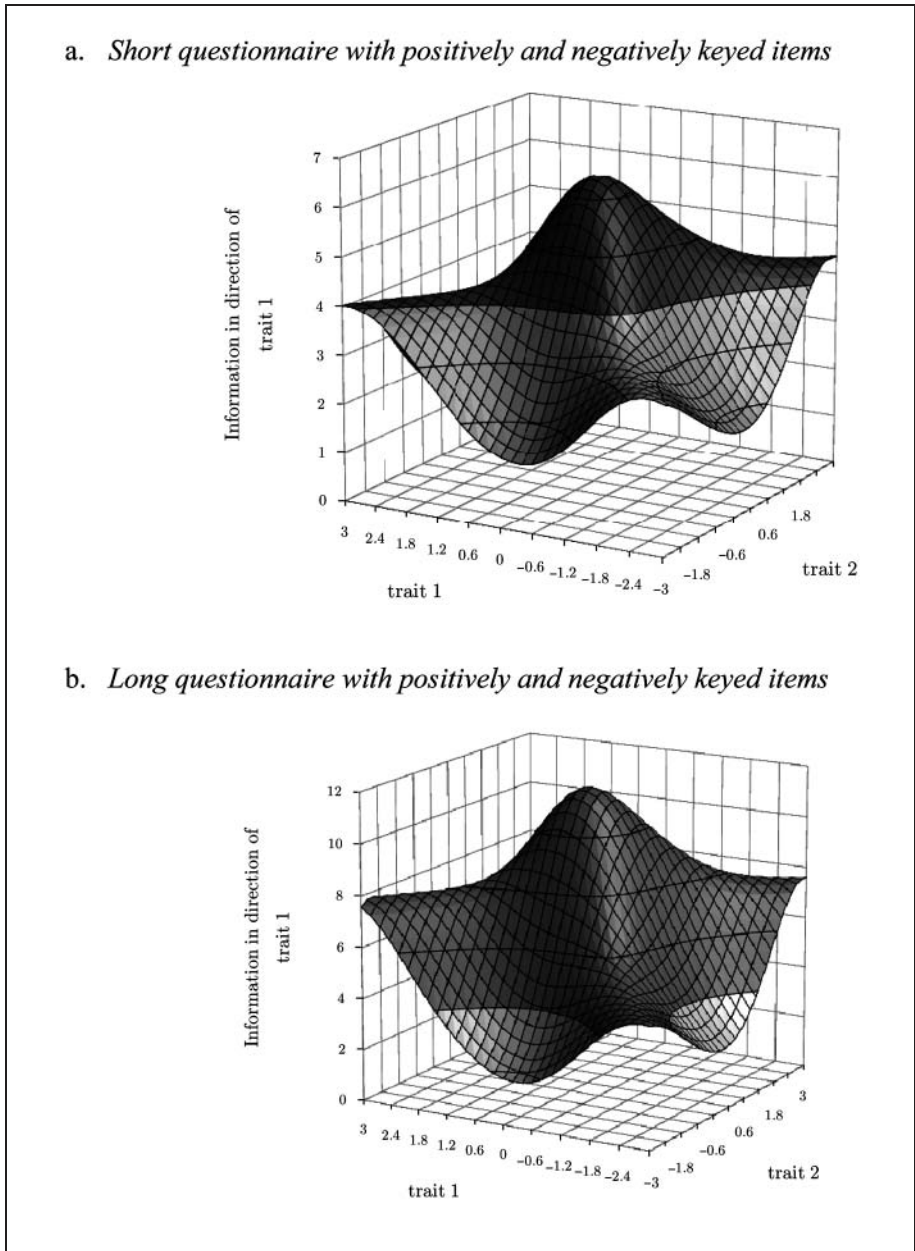 a. Short questionnaire with positively and negatively keyed items
Information in direction of
trait 1
7
6
5
4
3
2
1
0
3 2.4 1.8 1.2 0.6 0 −0.6 −1.2 −1.8 −2.4 −3
trait 1
−1.8 −0.6 0.6 1.8
trait 2
b. Long questionnaire with positively and negatively keyed items
Information in direction of
trait 1
12
10
8
6
4
2
0
3 2.4 1.8 1.2 0.6 0 −0.6 −1.2 −1.8 −2.4 −3
trait 1
−1.8 −0.6 0.6 1.8 3
trait 2